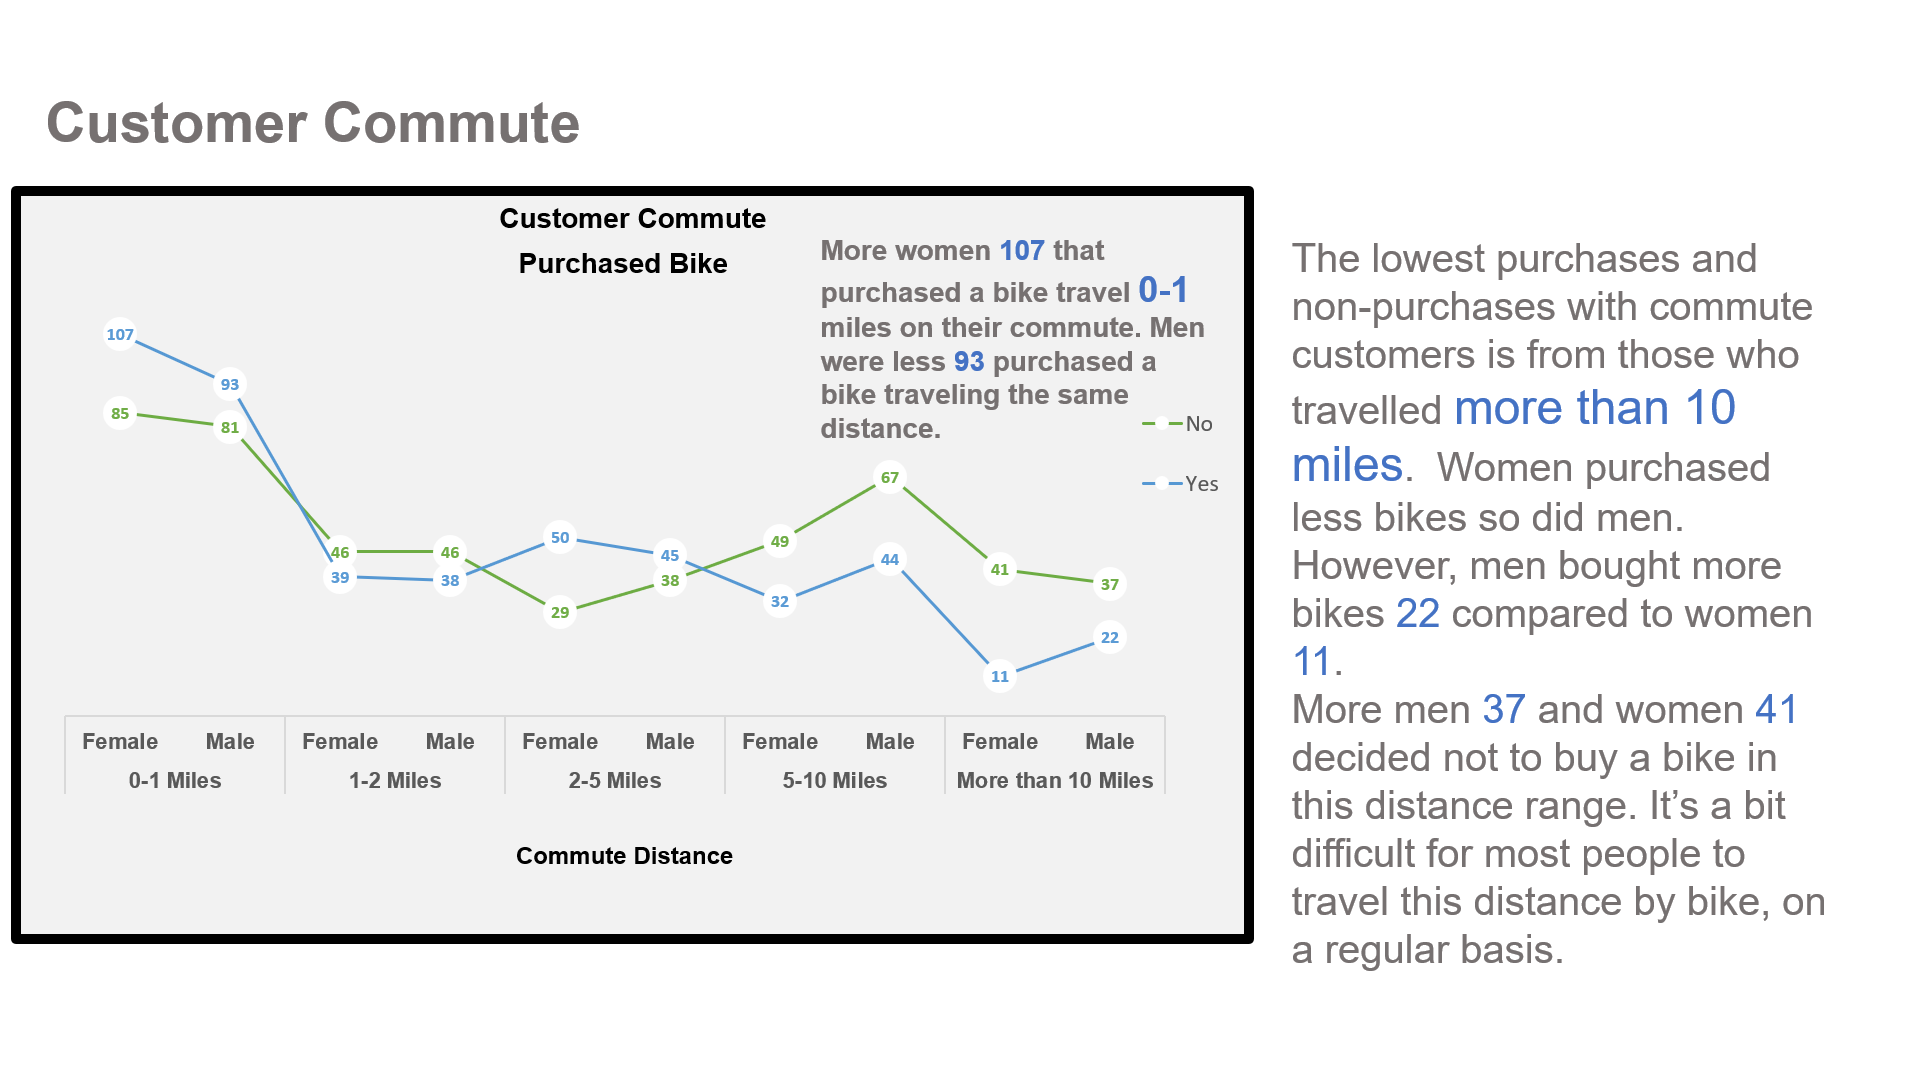 Customer Commute
Customer Commute
Purchased Bike
More women 107 that
purchased a bike travel 0-1
miles on their commute. Men
were less 93 purchased a
bike traveling the same
distance.
No
Yes
107 93 39 38 50 45 32 44 11 22
85 81 46 46 29 38 49 67 41 37
Female Male Female Male Female Male Female Male Female Male
0-1 Miles 1-2 Miles 2-5 Miles 5-10 Miles More than 10 Miles
Commute Distance
The lowest purchases and
non-purchases with commute
customers is from those who
travelled more than 10
miles. Women purchased
less bikes so did men.
However, men bought more
bikes 22 compared to women
11.
More men 37 and women 41
decided not to buy a bike in
this distance range. It’s a bit
difficult for most people to
travel this distance by bike, on
a regular basis.